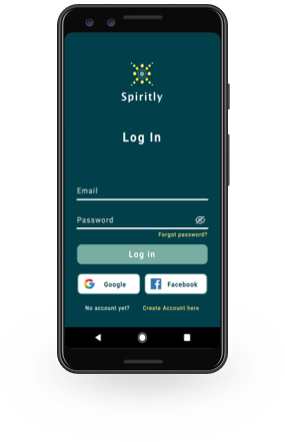 Spiritly
Log In
Email
Password
Forgot password?
Log in
Google Facebook
No account yet? Create Account here